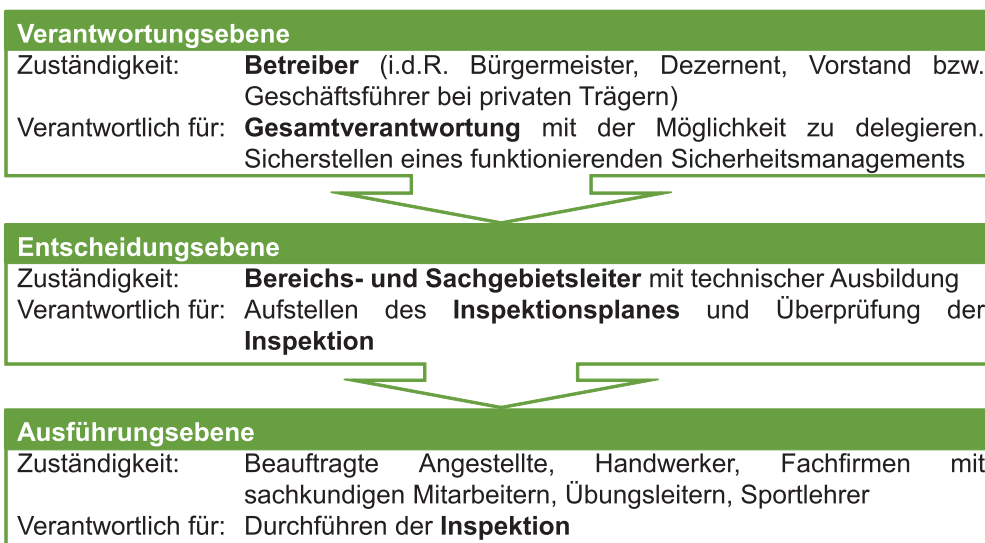 Verantwortungsebene
Zuständigkeit: Betreiber (i.d.R. Bürgermeister, Dezernent, Vorstand bzw.
Geschäftsführer bei privaten Trägern)
Verantwortlich für: Gesamtverantwortung mit der Möglichkeit zu delegieren.
Sicherstellen eines funktionierenden Sicherheitsmanagements
Entscheidungsebene
Zuständigkeit: Bereichs- und Sachgebietsleiter mit technischer Ausbildung
Verantwortlich für: Aufstellen des Inspektionsplanes und Überprüfung der
Inspektion
Ausführungsebene
Zuständigkeit: Beauftragte Angestellte, Handwerker, Fachfirmen mit
sachkundigen Mitarbeitern, Übungsleitern, Sportlehrer
Verantwortlich für: Durchführen der Inspektion